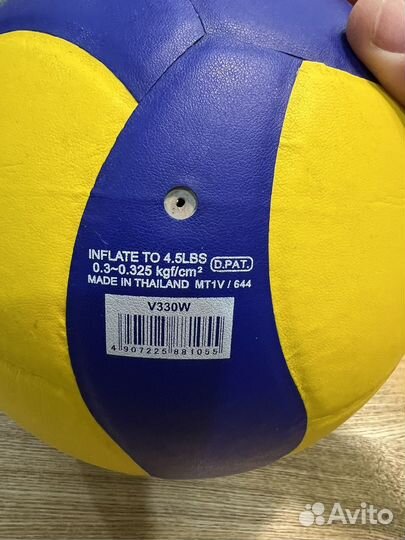 INFLATE TO 4.5LBS
0.3~0.325 kgf/cm² D.PAT.
MADE IN THAILAND MT1V / 644
V330W
4 907225 881055
Avito